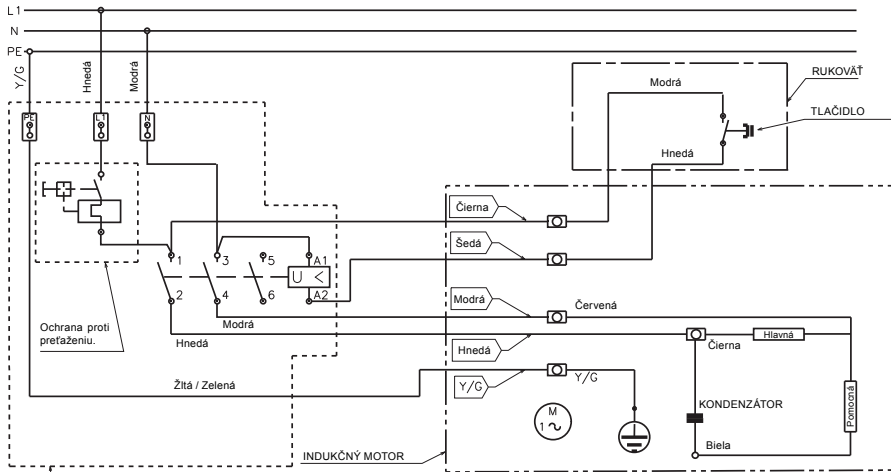 L1
N
PE
Y/G
Hnedá
Modrá
PE
L1
N
Modrá
Hnedá
RUKOVÄŤ
TLAČIDLO
Čierna
Šedá
1
3
5
A1
U <
2
4
6
A2
Modrá
Hnedá
Ochrana proti
preťaženiu.
Modrá
Červená
Hnedá
Čierna
Hlavná
Žltá / Zelená
Y/G
Y/G
M
1
KONDENZÁTOR
Pomocná
Biela
INDUKČNÝ MOTOR